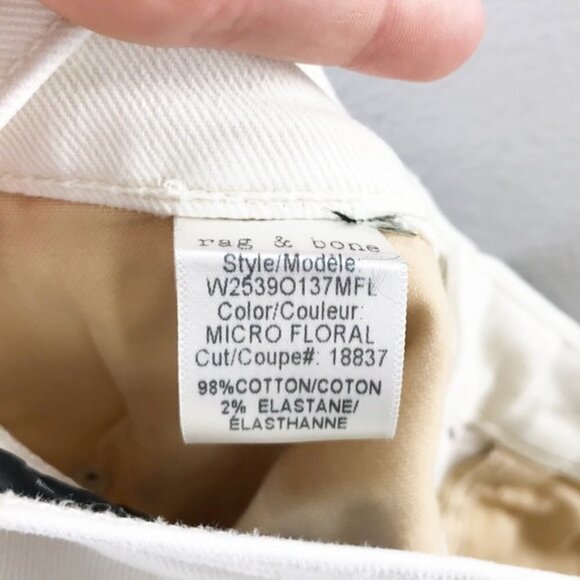 rag & bone
Style/Modèle:
W2539O137MFL
Color/Couleur:
MICRO FLORAL
Cut/Coupe#: 18837
98%COTTON/COTON
2% ELASTANE/
ÉLASTHANNE